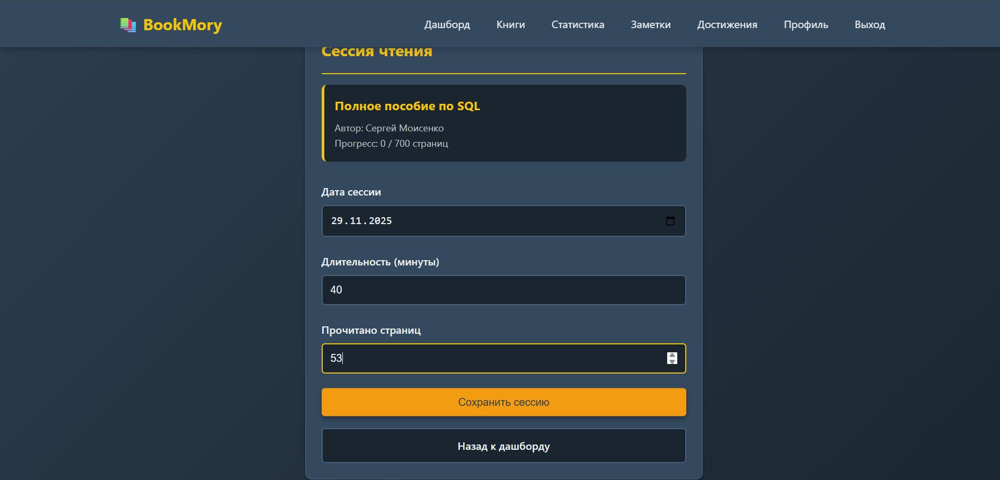 BookMory
Дашборд Книги Статистика Заметки Достижения Профиль Выход
Сессия чтения
Полное пособие по SQL
Автор: Сергей Моисенко
Прогресс: 0 / 700 страниц
Дата сессии
29.11.2025
Длительность (минуты)
40
Прочитано страниц
53
Сохранить сессию
Назад к дашборду